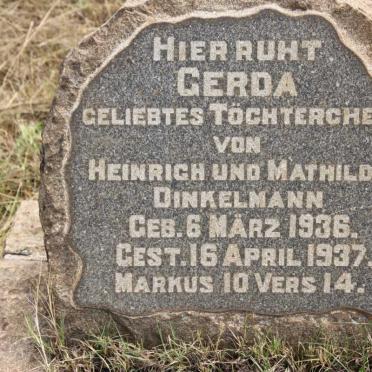 HIER RUHT
GERDA
GELIEBTES TÖCHTERCHE
VON
HEINRICH UND MATHILD
DINKELMANN
GEB. 6 MÄRZ 1936.
GEST. 16 APRIL 1937.
MARKUS 10 VERS 14.